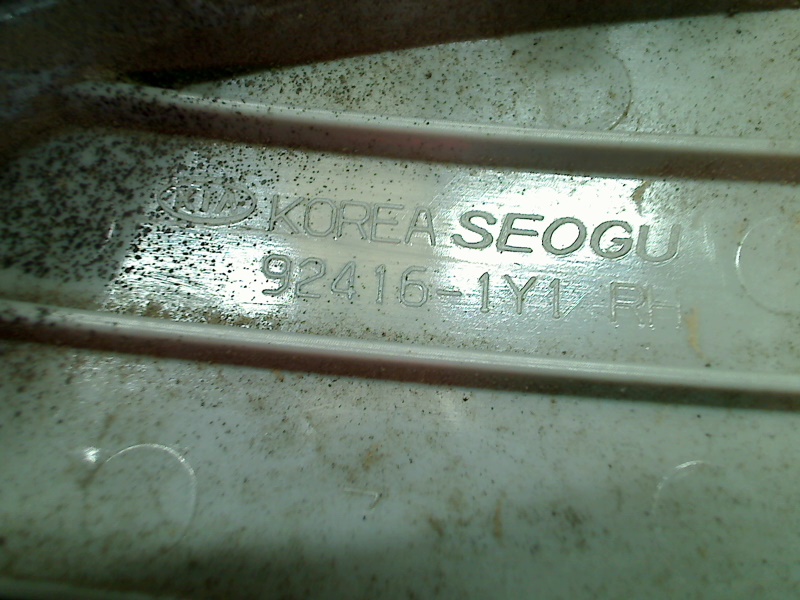 KIA KOREA SEOGU
92416-1Y1 RH